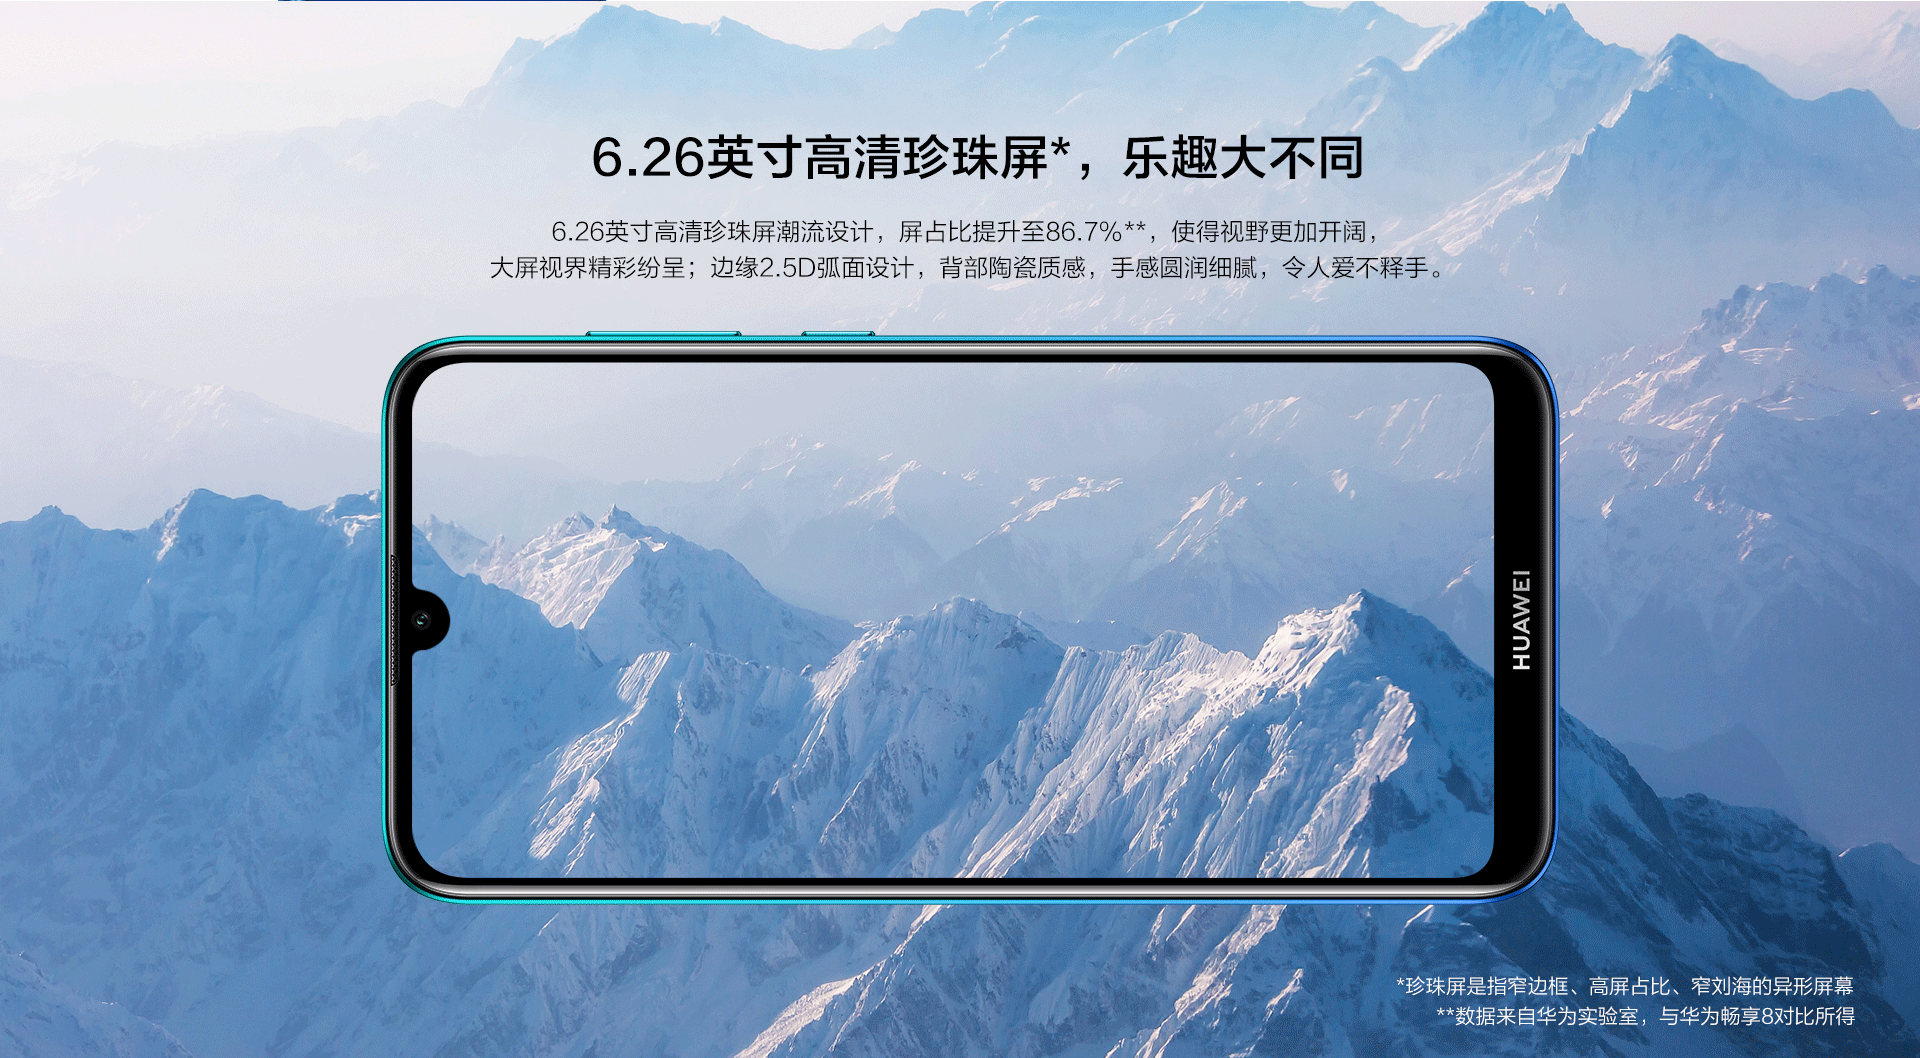 6.26英寸高清珍珠屏*，乐趣大不同
6.26英寸高清珍珠屏潮流设计，屏占比提升至86.7%**，使得视野更加开阔，
大屏视界精彩纷呈；边缘2.5D弧面设计，背部陶瓷质感，手感圆润细腻，令人爱不释手。
HUAWEI
*珍珠屏是指窄边框、高屏占比、窄刘海的异形屏幕
**数据来自华为实验室，与华为畅享8对比所得